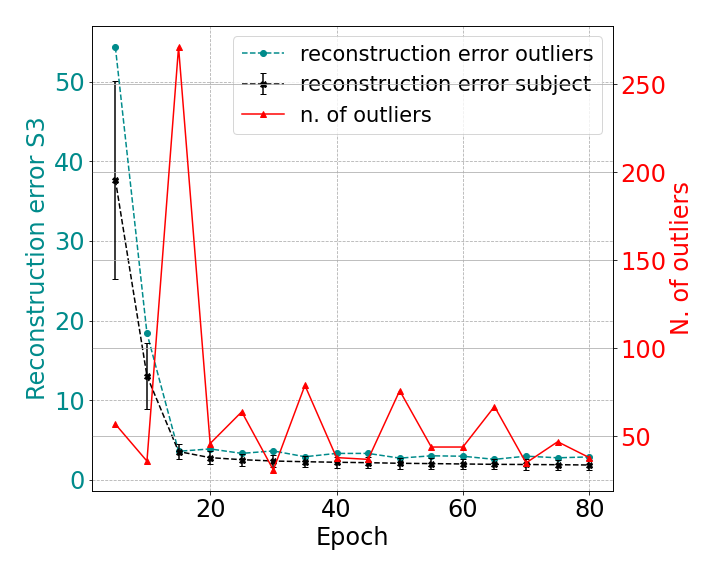 reconstruction error outliers
reconstruction error subject
n. of outliers
Reconstruction error S3
50
40
30
20
10
0
N. of outliers
250
200
150
100
50
20 40 60 80
Epoch